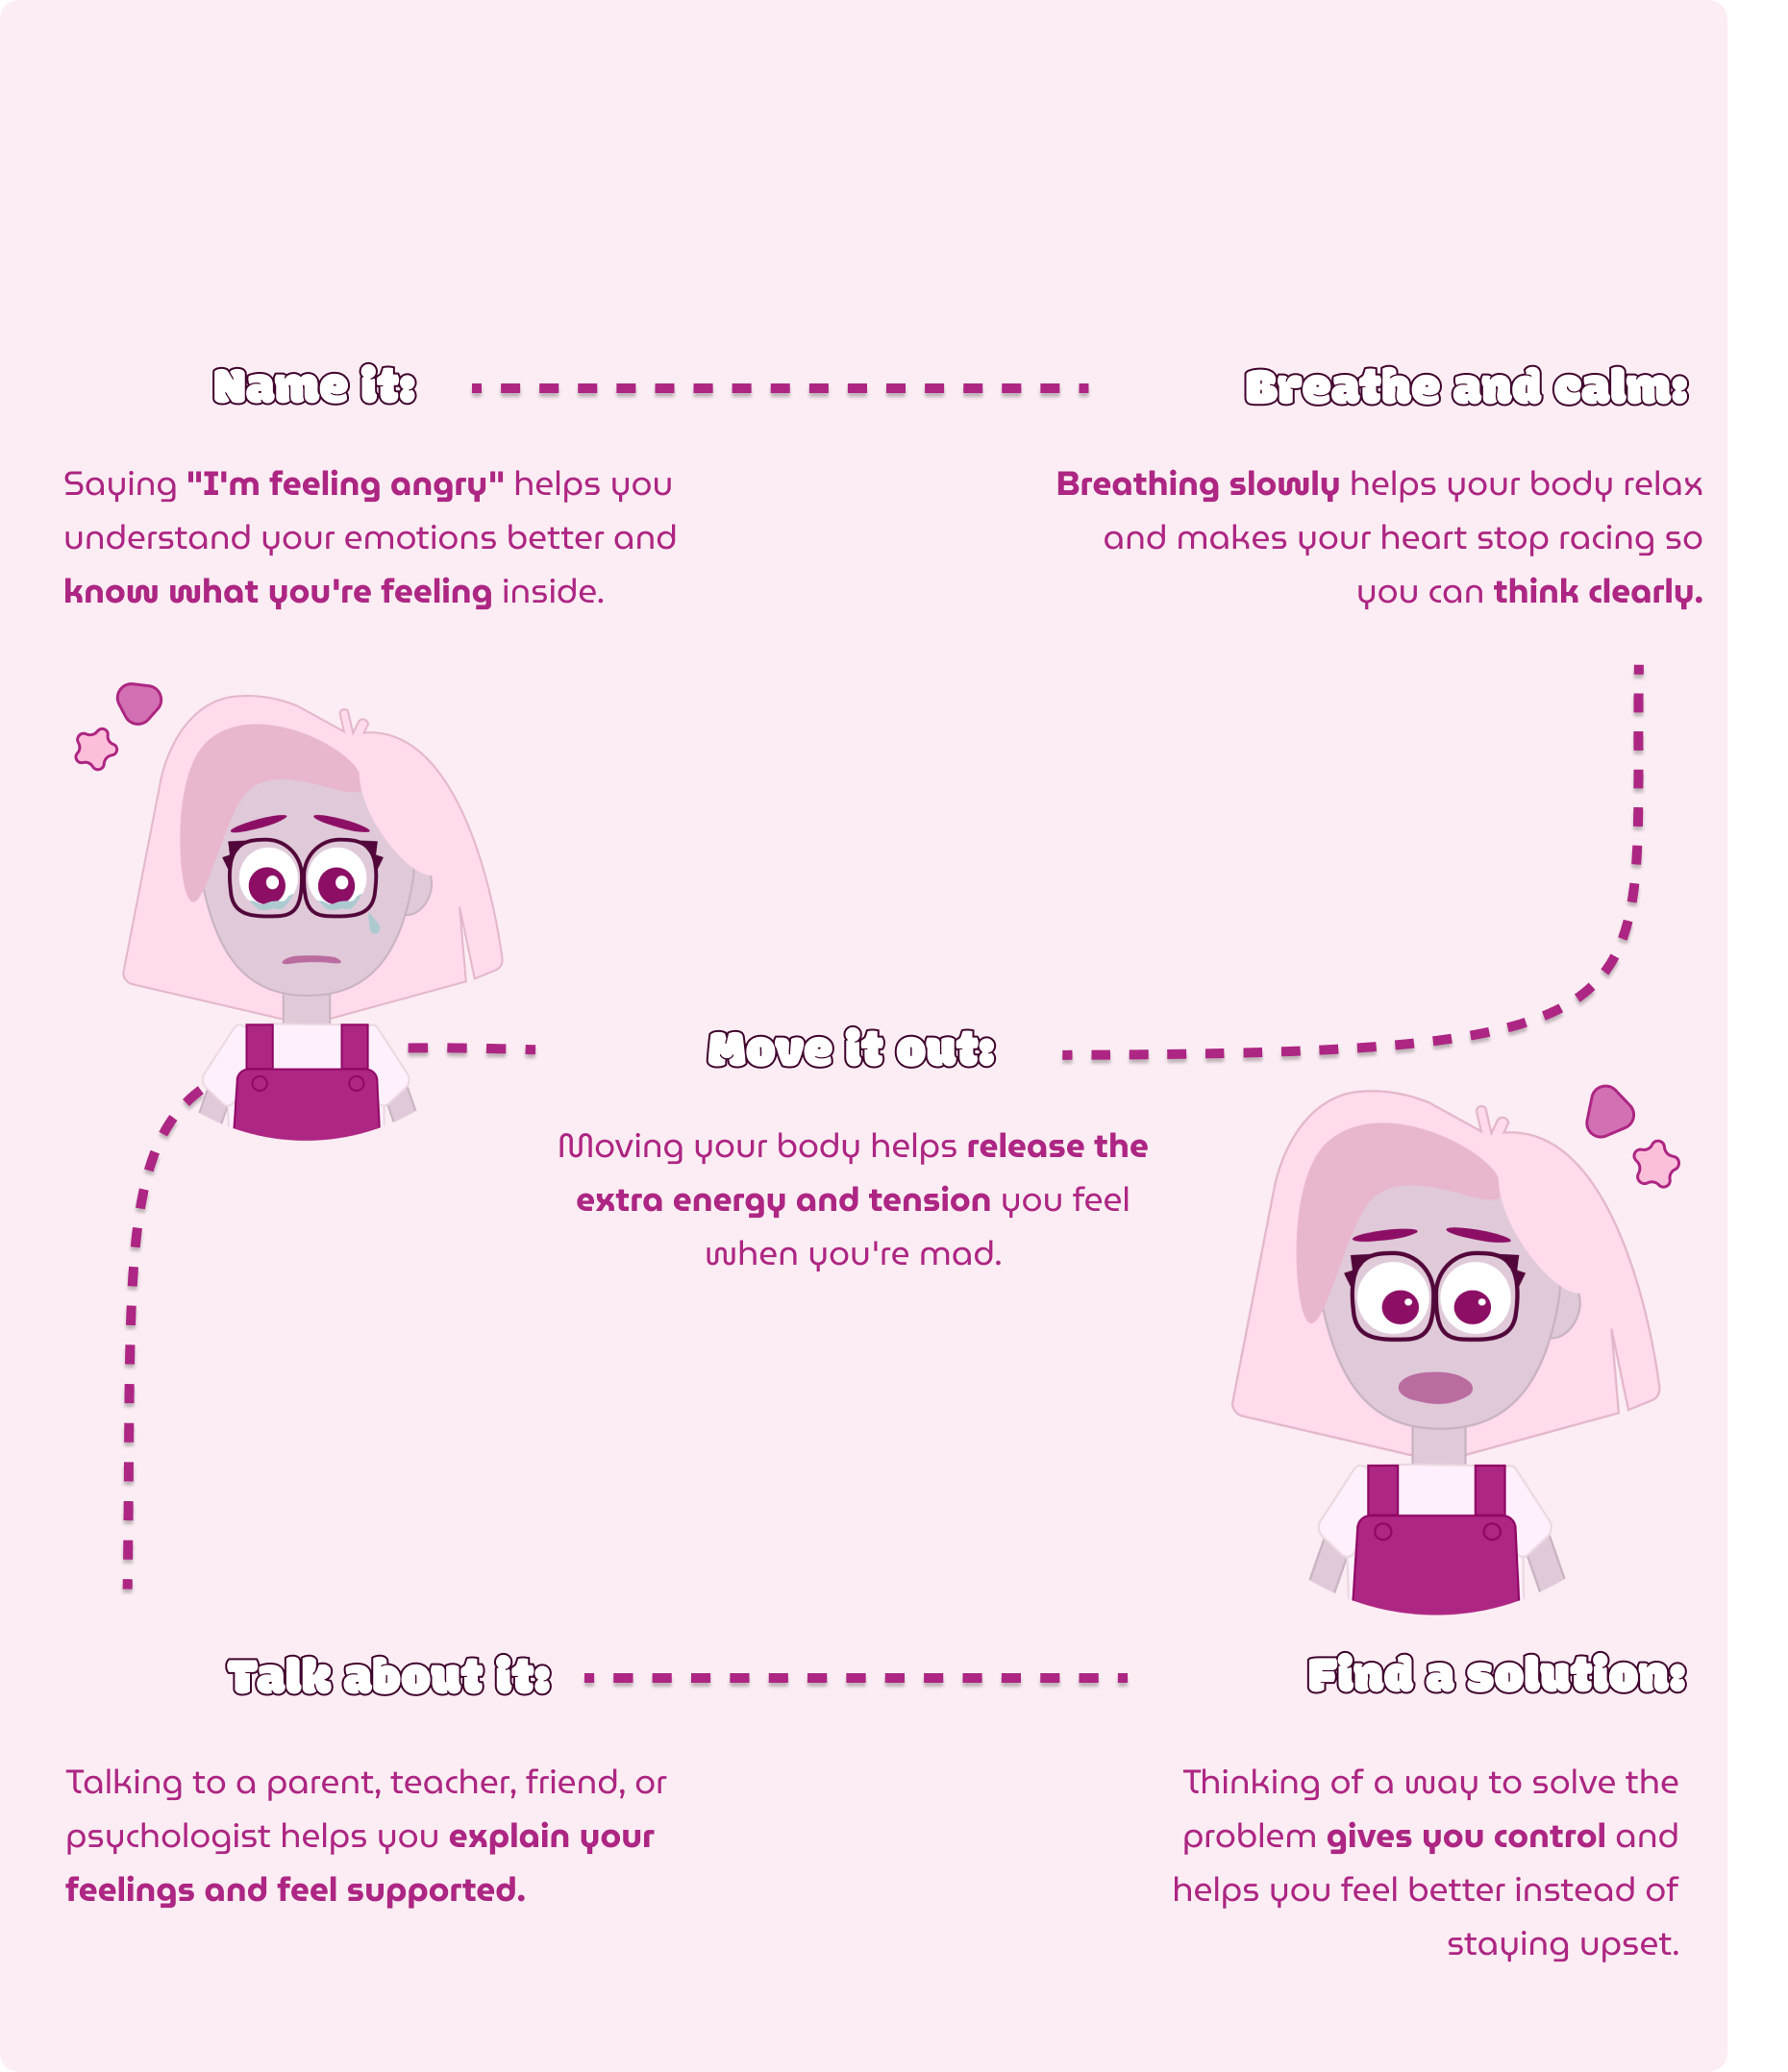 Name it:
Saying "I'm feeling angry" helps you
understand your emotions better and
know what you're feeling inside.
Breathe and calm:
Breathing slowly helps your body relax
and makes your heart stop racing so
you can think clearly.
Move it out:
Moving your body helps release the
extra energy and tension you feel
when you're mad.
Talk about it:
Talking to a parent, teacher, friend, or
psychologist helps you explain your
feelings and feel supported.
Find a solution:
Thinking of a way to solve the
problem gives you control and
helps you feel better instead of
staying upset.